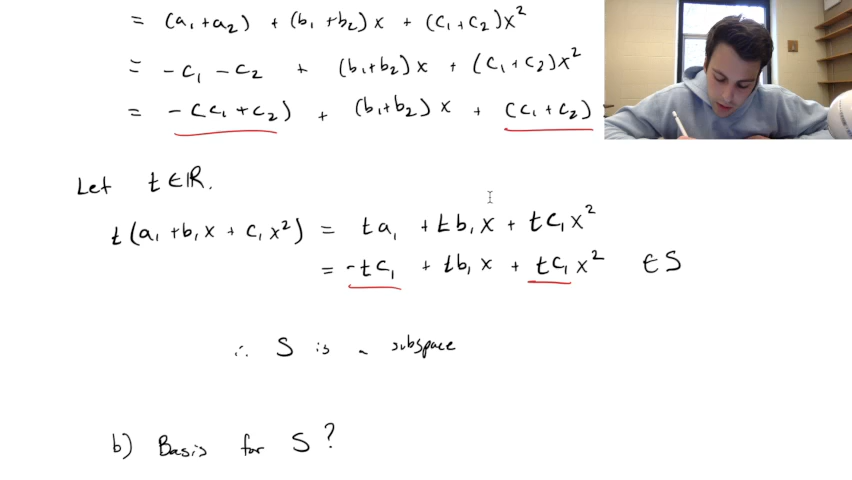 = (a₁+a₂) + (b₁+b₂)x + (c₁+c₂)x²
= -c₁ -c₂ + (b₁+b₂)x + (c₁+c₂)x²
= -(c₁+c₂) + (b₁+b₂)x + (c₁+c₂)
Let t∈ℝ.
t(a₁+b₁x + c₁x²) = ta₁ + tb₁x + tc₁x²
= -tc₁ + tb₁x + tc₁x² ∈S
∴ S is a subspace
b) Basis for S?